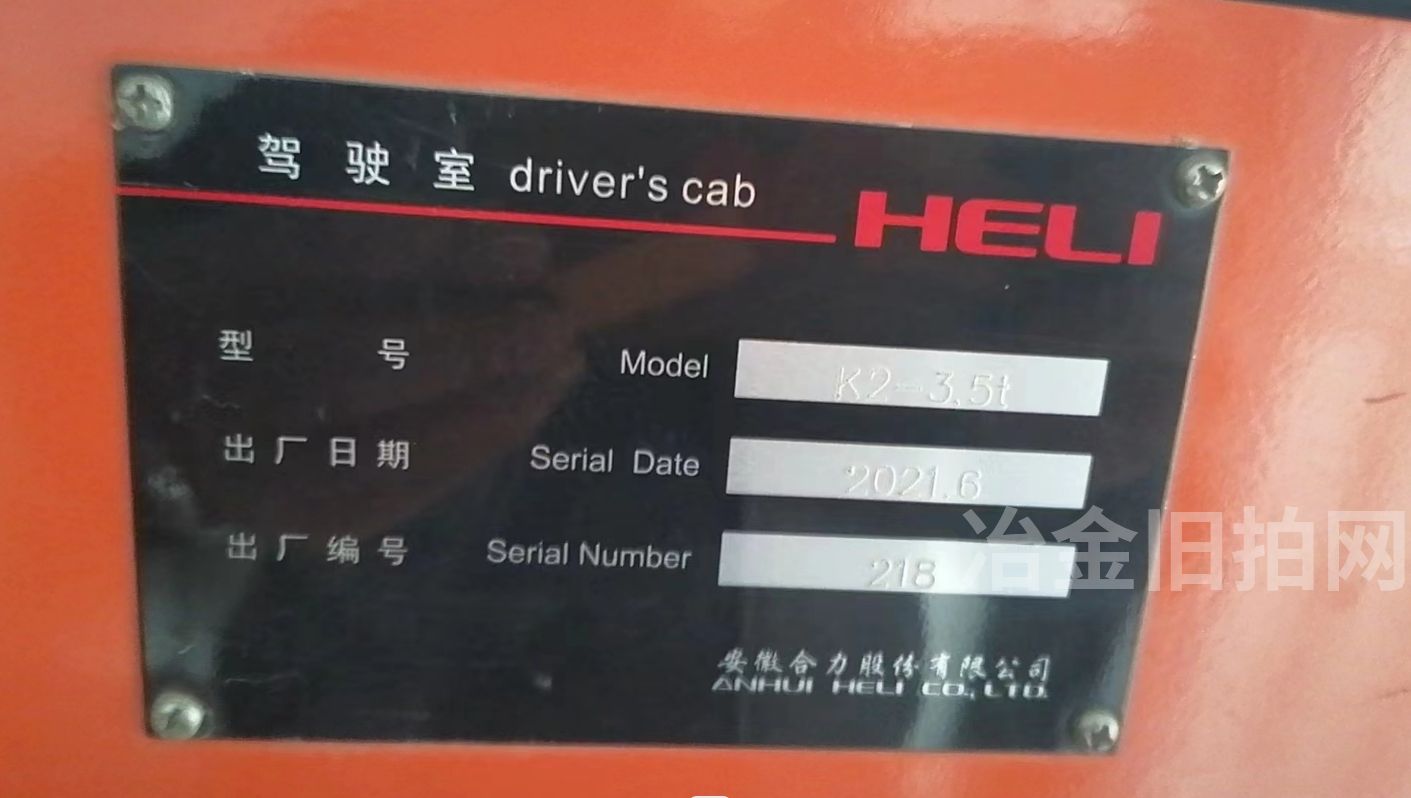 驾驶室 driver's cab
HELI
型号 Model K2-3.5t
出厂日期 Serial Date 2021.6
出厂编号 Serial Number 218
冶金旧拍网
安徽合力股份有限公司
ANHUI HELI CO., LTD.